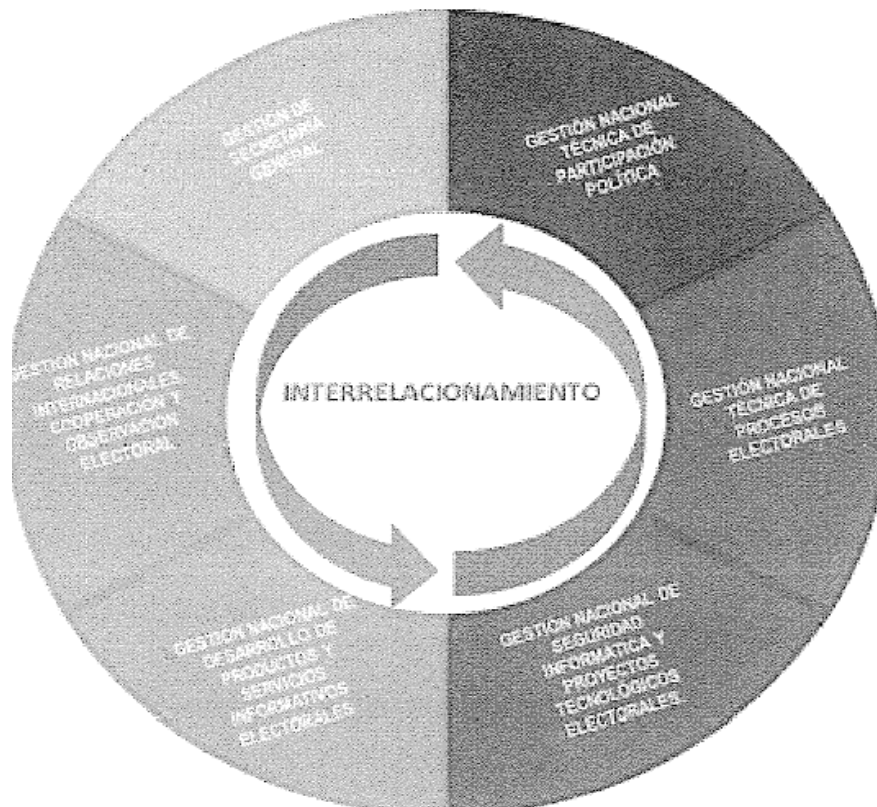 GESTIÓN DE
SECRETARÍA
GENERAL
GESTIÓN NACIONAL
TÉCNICA DE
PARTICIPACIÓN
POLÍTICA
GESTIÓN NACIONAL DE
RELACIONES
INTERNACIONALES
COOPERACIÓN Y
OBSERVACIÓN
ELECTORAL
INTERRELACIONAMIENTO
GESTIÓN NACIONAL
TÉCNICA DE
PROCESOS
ELECTORALES
GESTIÓN NACIONAL DE
DESARROLLO DE
PRODUCTOS Y
SERVICIOS
INFORMATIVOS
ELECTORALES
GESTIÓN NACIONAL DE
SEGURIDAD
INFORMÁTICA Y
PROYECTOS
TECNOLÓGICOS
ELECTORALES